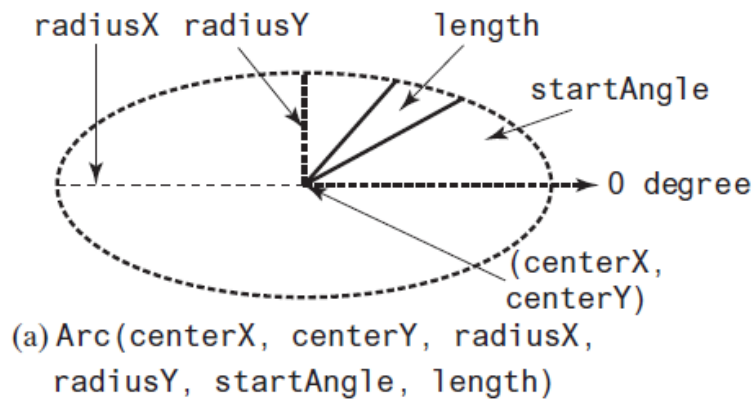 radiusX radiusY length
startAngle
0 degree
(centerX,
centerY)
(a) Arc(centerX, centerY, radiusX,
radiusY, startAngle, length)